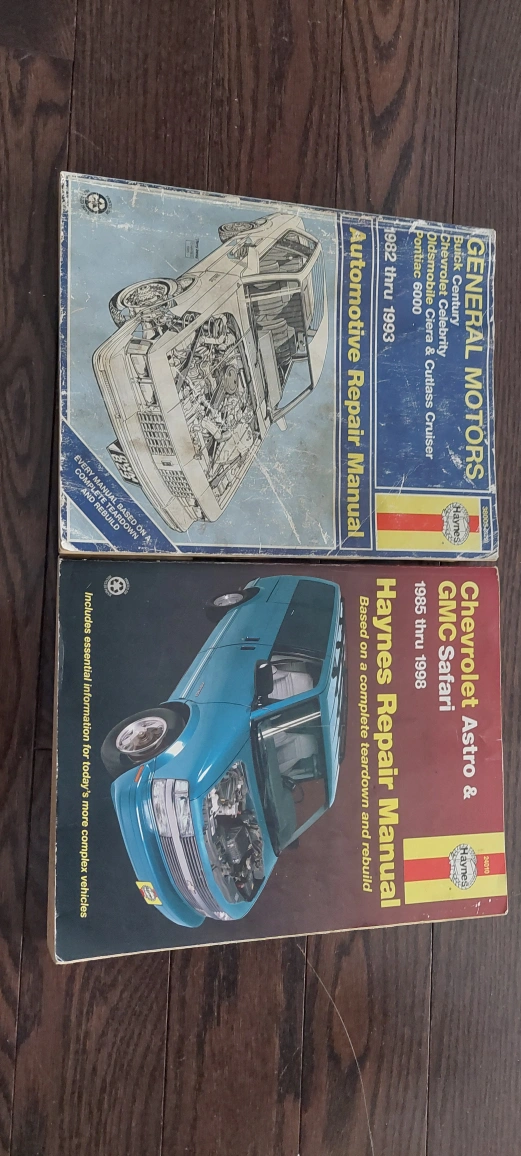 GENERAL MOTORS
Buick Century
Chevrolet Celebrity
Oldsmobile Ciera & Cutlass Cruiser
Pontiac 6000
1982 thru 1993
Haynes
Automotive Repair Manual
EVERY MANUAL BASED ON A
COMPLETE TEARDOWN
AND REBUILD
Chevrolet Astro &
GMC Safari
1985 thru 1998
24010
Haynes
Haynes Repair Manual
Based on a complete teardown and rebuild
Includes essential information for today's more complex vehicles